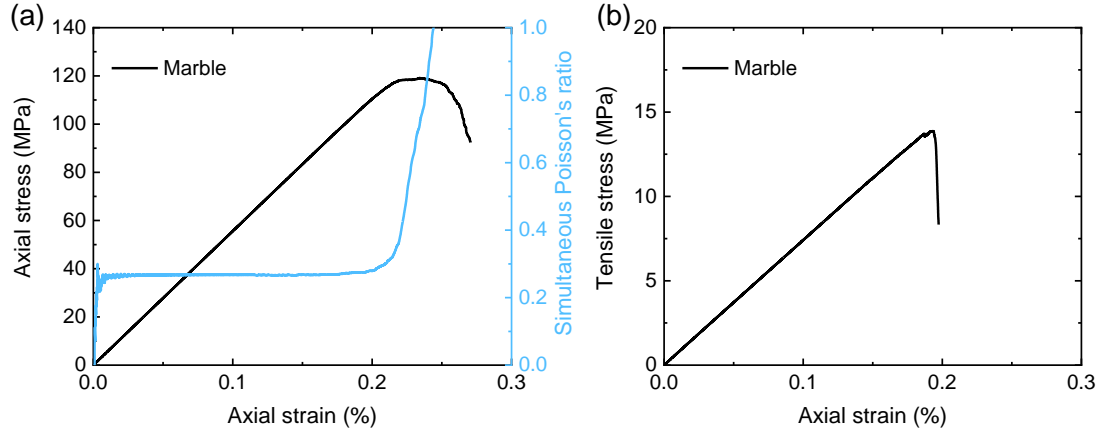 (a)
Marble
Axial stress (MPa)
140
120
100
80
60
40
20
0
0.0 0.1 0.2 0.3
Axial strain (%)
1.0
0.8
0.6
0.4
0.2
0.0
Simultaneous Poisson's ratio
(b)
Marble
Tensile stress (MPa)
20
15
10
5
0
0.0 0.1 0.2 0.3
Axial strain (%)